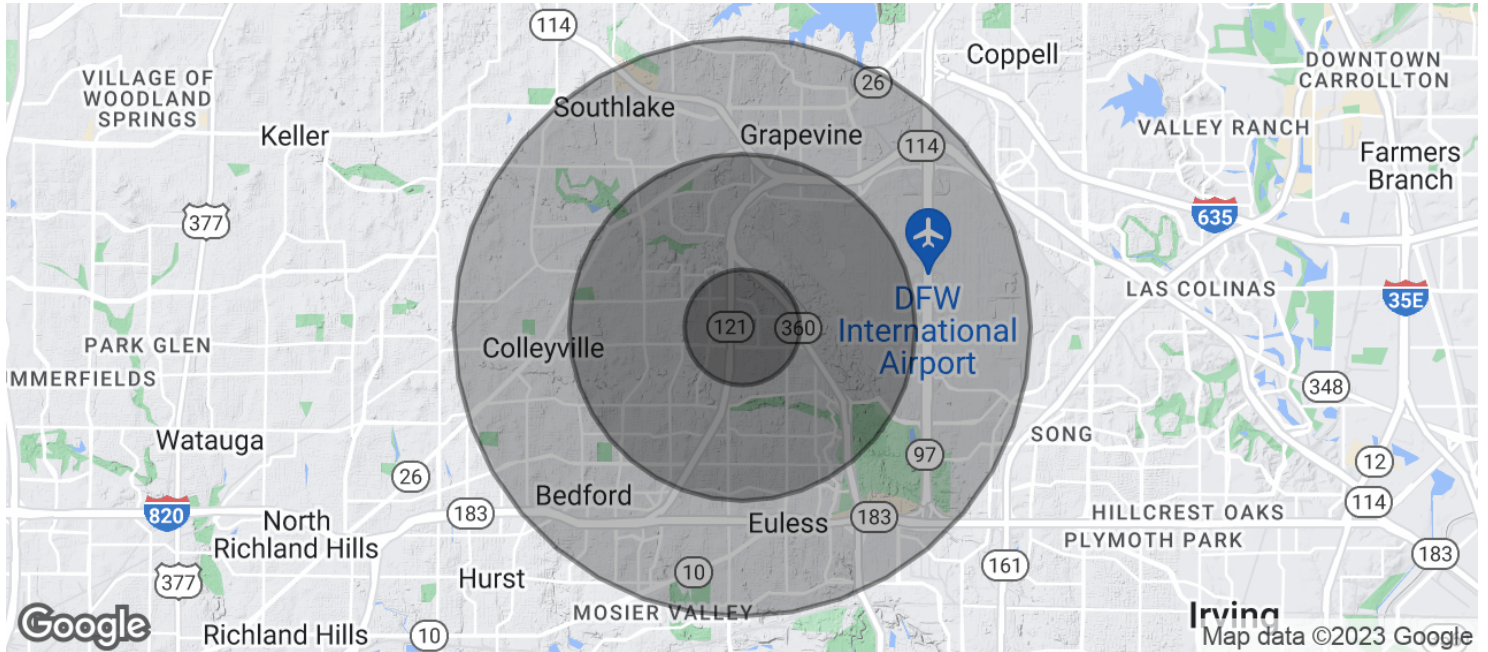 114
Coppell
DOWNTOWN
CARROLLTON
VILLAGE OF
WOODLAND
SPRINGS
26
Southlake
Keller
Grapevine
VALLEY RANCH
114
Farmers
Branch
377
635
DFW
International
Airport
LAS COLINAS
35E
121
360
PARK GLEN
Colleyville
UMMERFIELDS
348
Watauga
SONG
97
12
26
Bedford
114
820
183
North
Richland Hills
Euless
183
HILLCREST OAKS
PLYMOTH PARK
183
377
Hurst
10
161
MOSIER VALLEY
Irving
Google
Richland Hills
10
Map data ©2023 Google